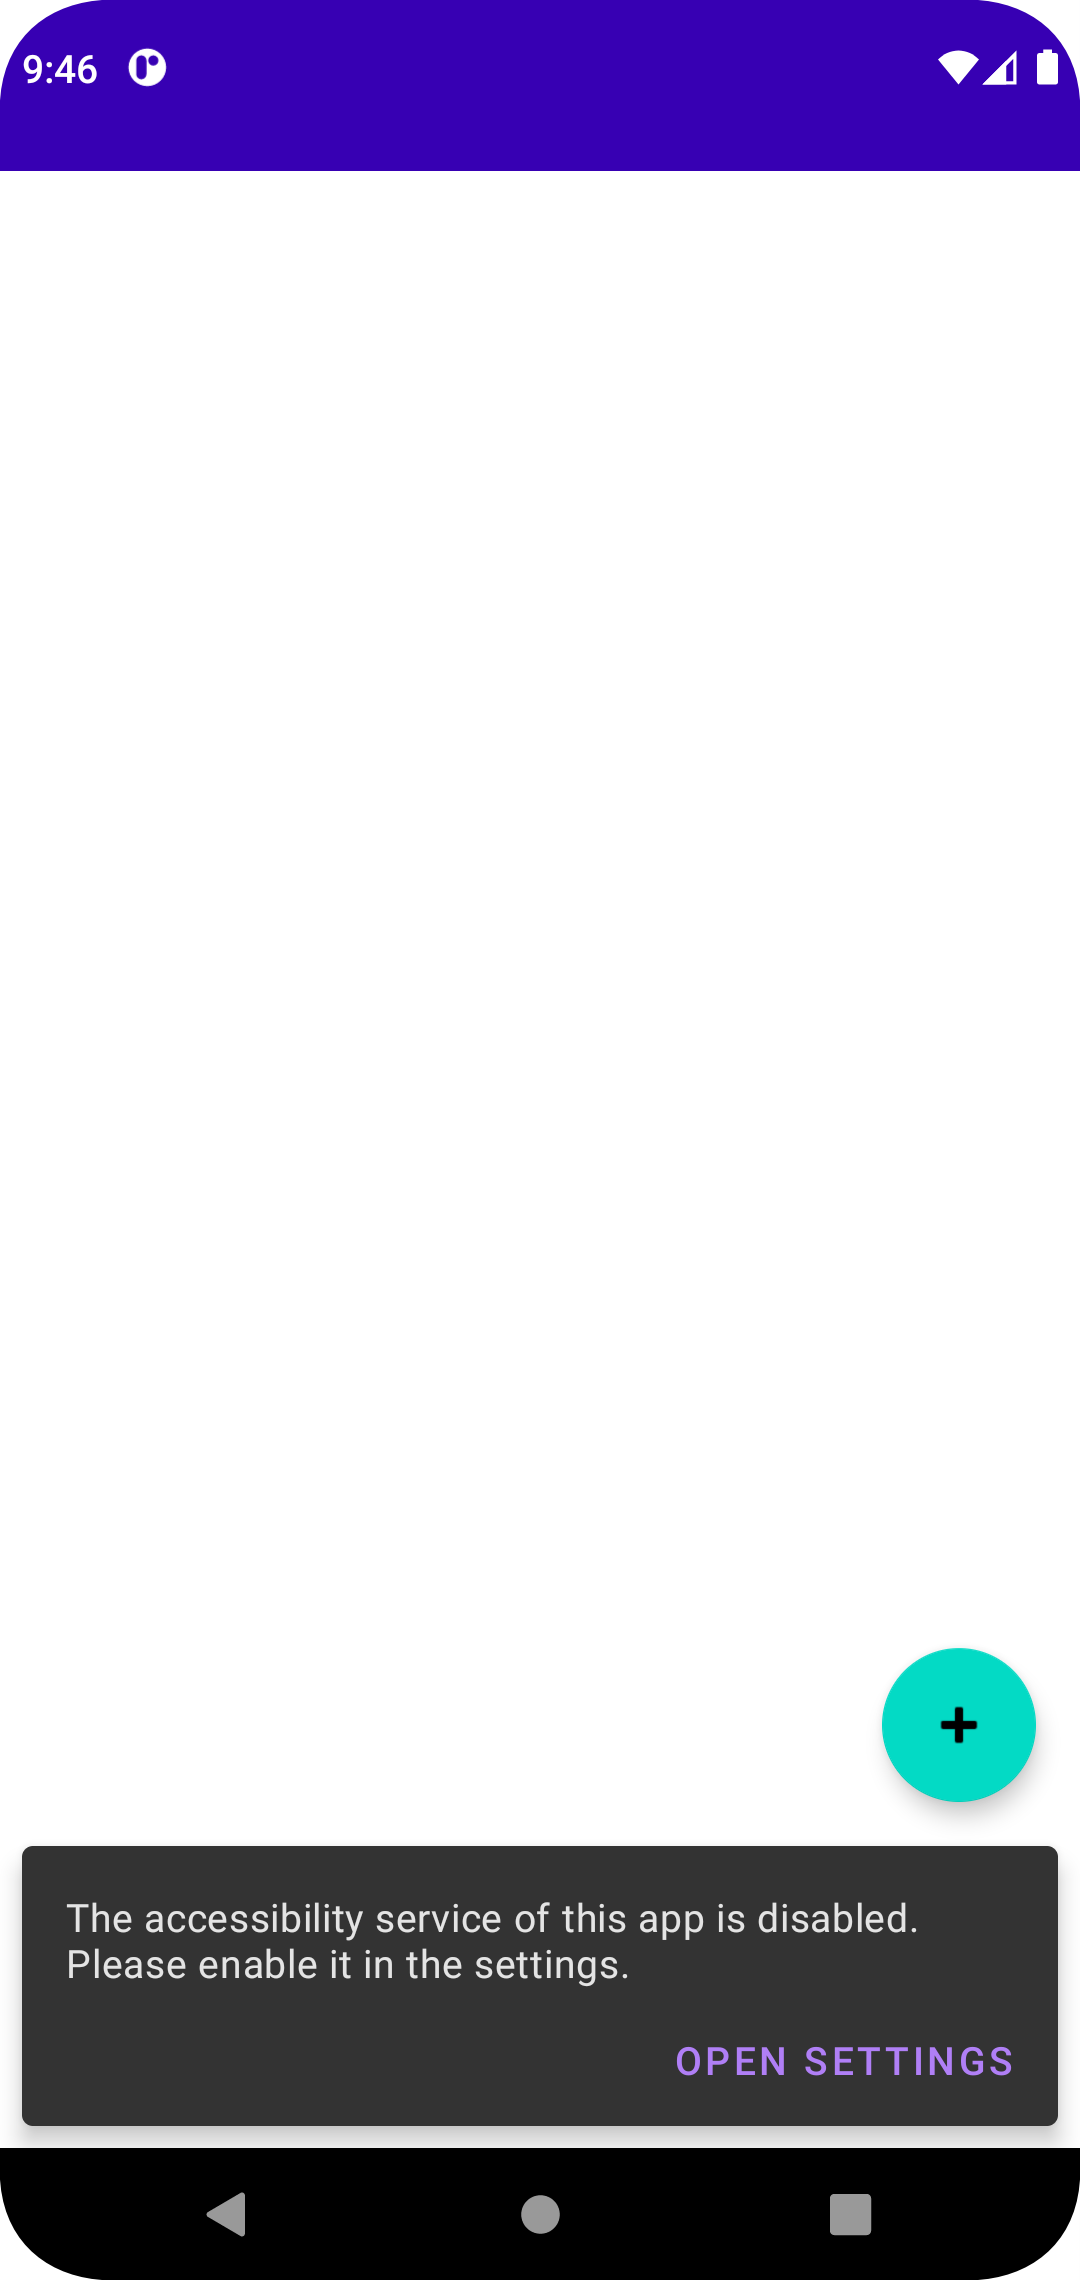 9:46
The accessibility service of this app is disabled.
Please enable it in the settings.
OPEN SETTINGS